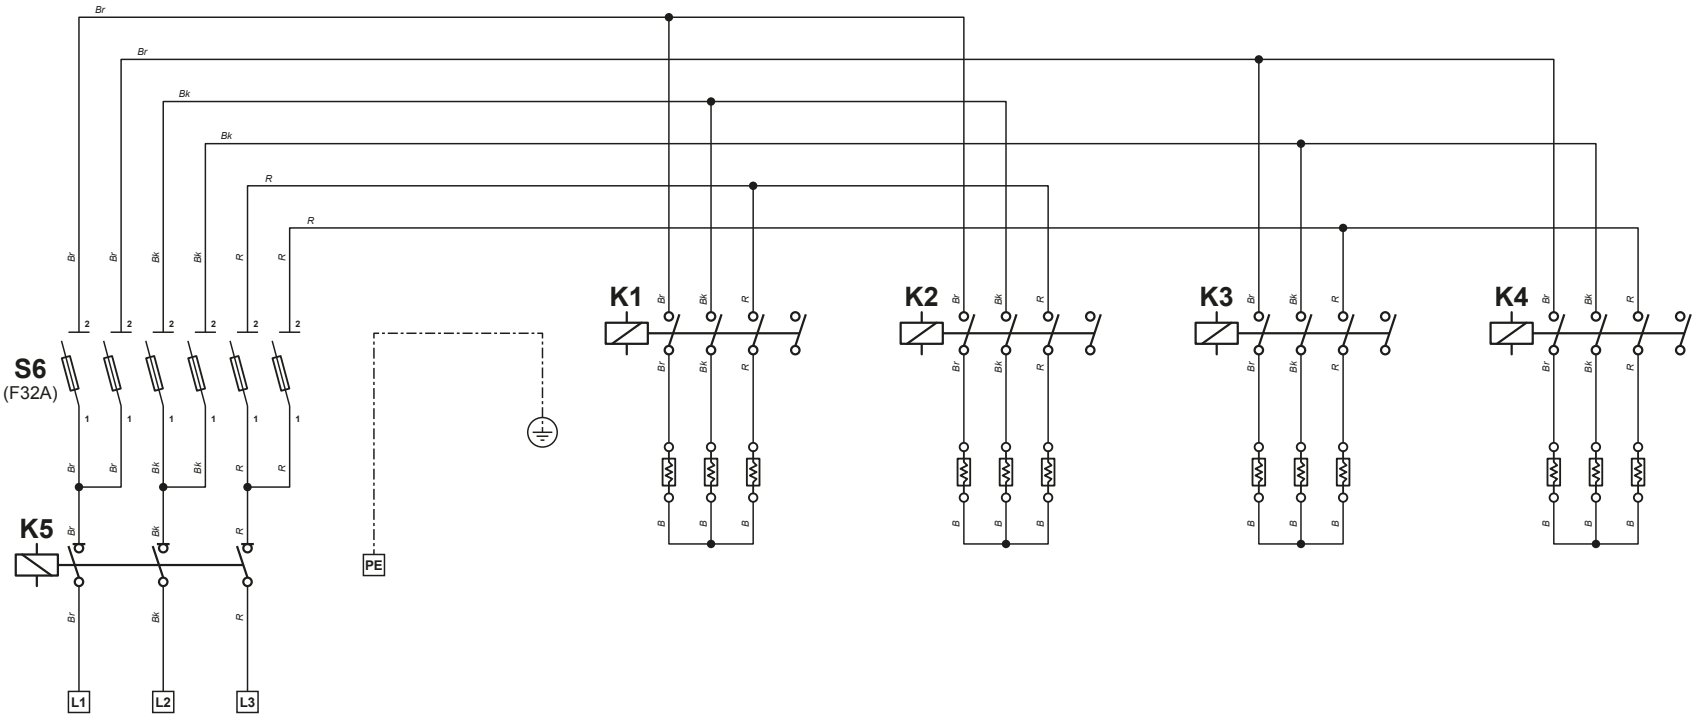 Br
Br
Bk
Bk
R
R
Br Br Bk Bk R R
K1 Br Bk R
K2 Br Bk R
K3 Br Bk R
K4 Br Bk R
2 2 2 2 2 2
S6
(F32A)
Br Bk R
Br Bk R
Br Bk R
Br Bk R
1 1 1 1 1 1
Br Br Bk Bk R R
B B B
B B B
B B B
B B B
K5
Br Bk R
PE
Br Bk R
L1 L2 L3